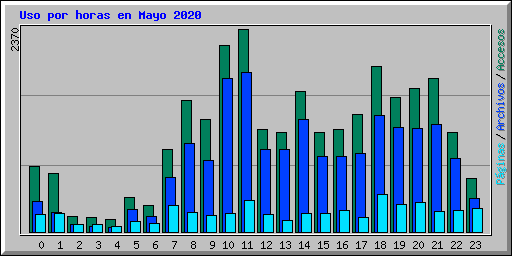 Uso por horas en Mayo 2020
2370
Páginas / Archivos / Accesos
0 1 2 3 4 5 6 7 8 9 10 11 12 13 14 15 16 17 18 19 20 21 22 23